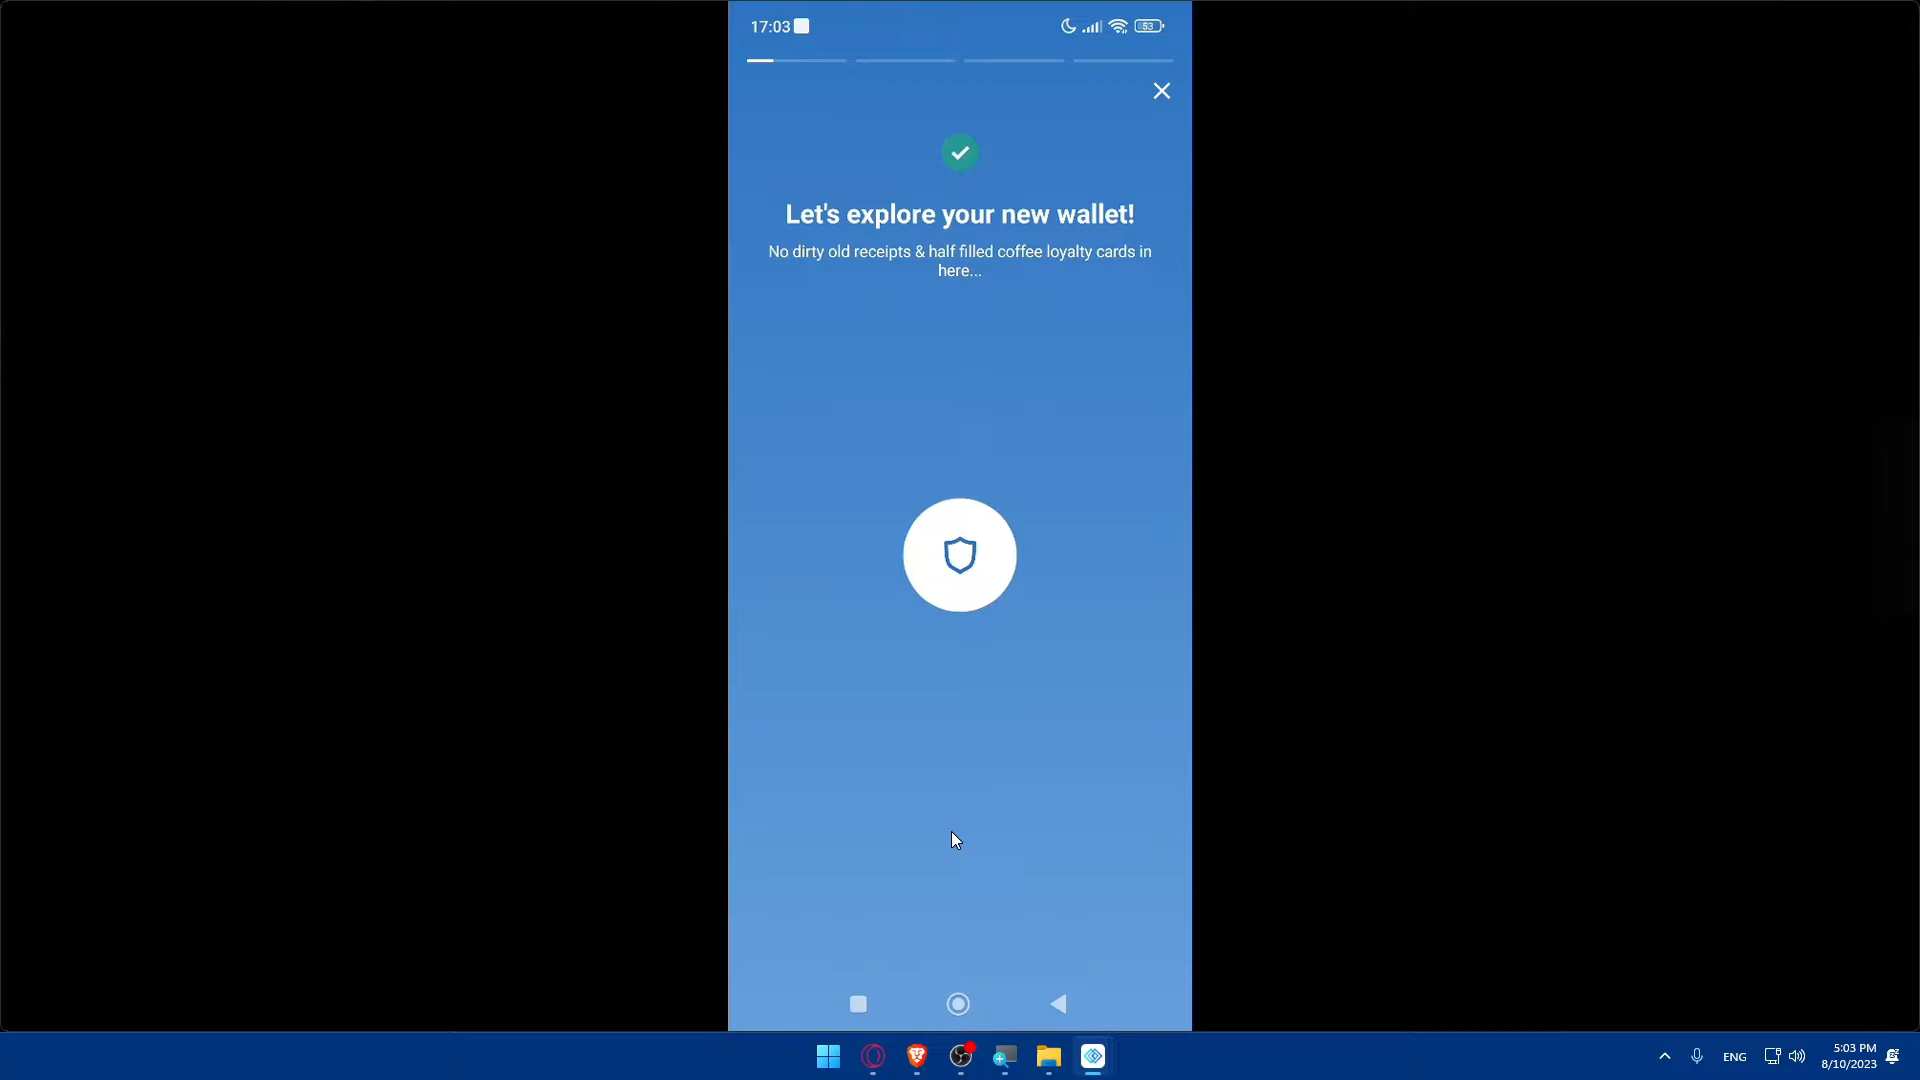 17:03
53
Let's explore your new wallet!
No dirty old receipts & half filled coffee loyalty cards in
here...
ENG
5:03 PM
8/10/2023